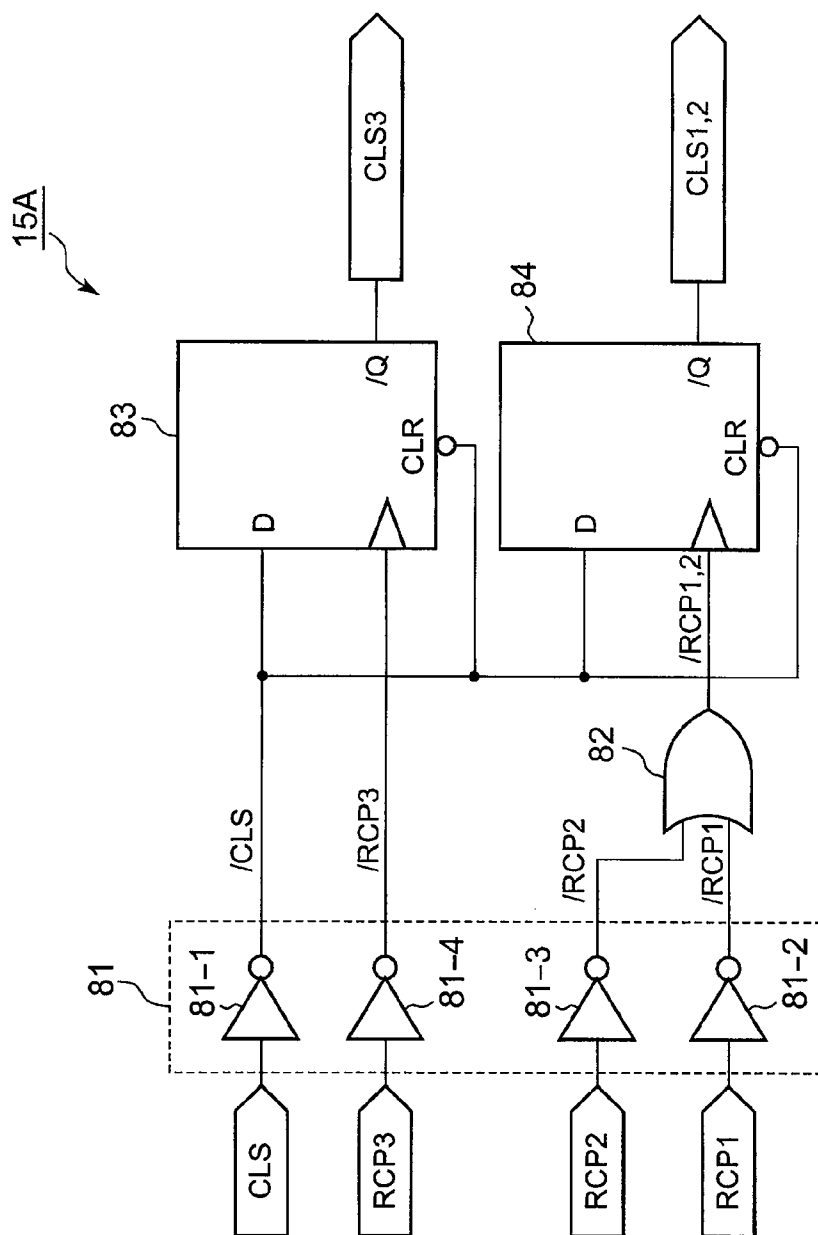 15A
81
CLS
81-1
/CLS
83
D
/Q
CLR
CLS3
RCP3
81-4
/RCP3
RCP2
81-3
/RCP2
82
/RCP1,2
84
D
/Q
CLR
CLS1,2
RCP1
81-2
/RCP1